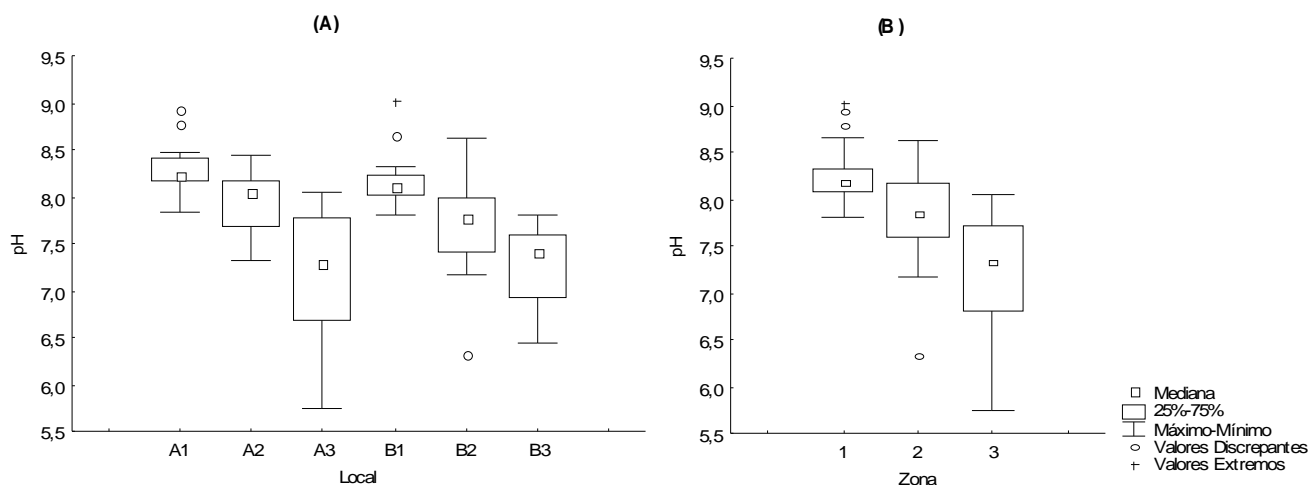 (A)
9,5
9,0
8,5
8,0
7,5
7,0
6,5
6,0
5,5
pH
A1 A2 A3 B1 B2 B3
Local
(B)
9,5
9,0
8,5
8,0
7,5
7,0
6,5
6,0
5,5
pH
1 2 3
Zona
Mediana
25%-75%
Máximo-Mínimo
Valores Discrepantes
Valores Extremos